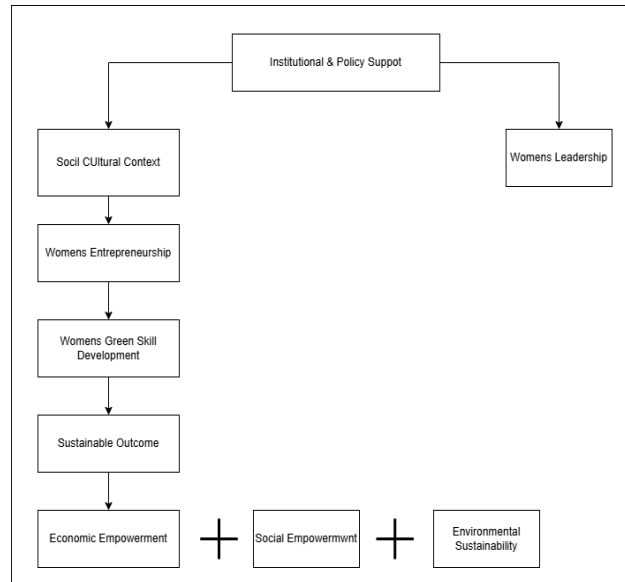 Institutional & Policy Suppot
Socil CUltural Context
Womens Leadership
Womens Entrepreneurship
Womens Green Skill
Development
Sustainable Outcome
Economic Empowerment
Social Empowermwnt
Environmental
Sustainability